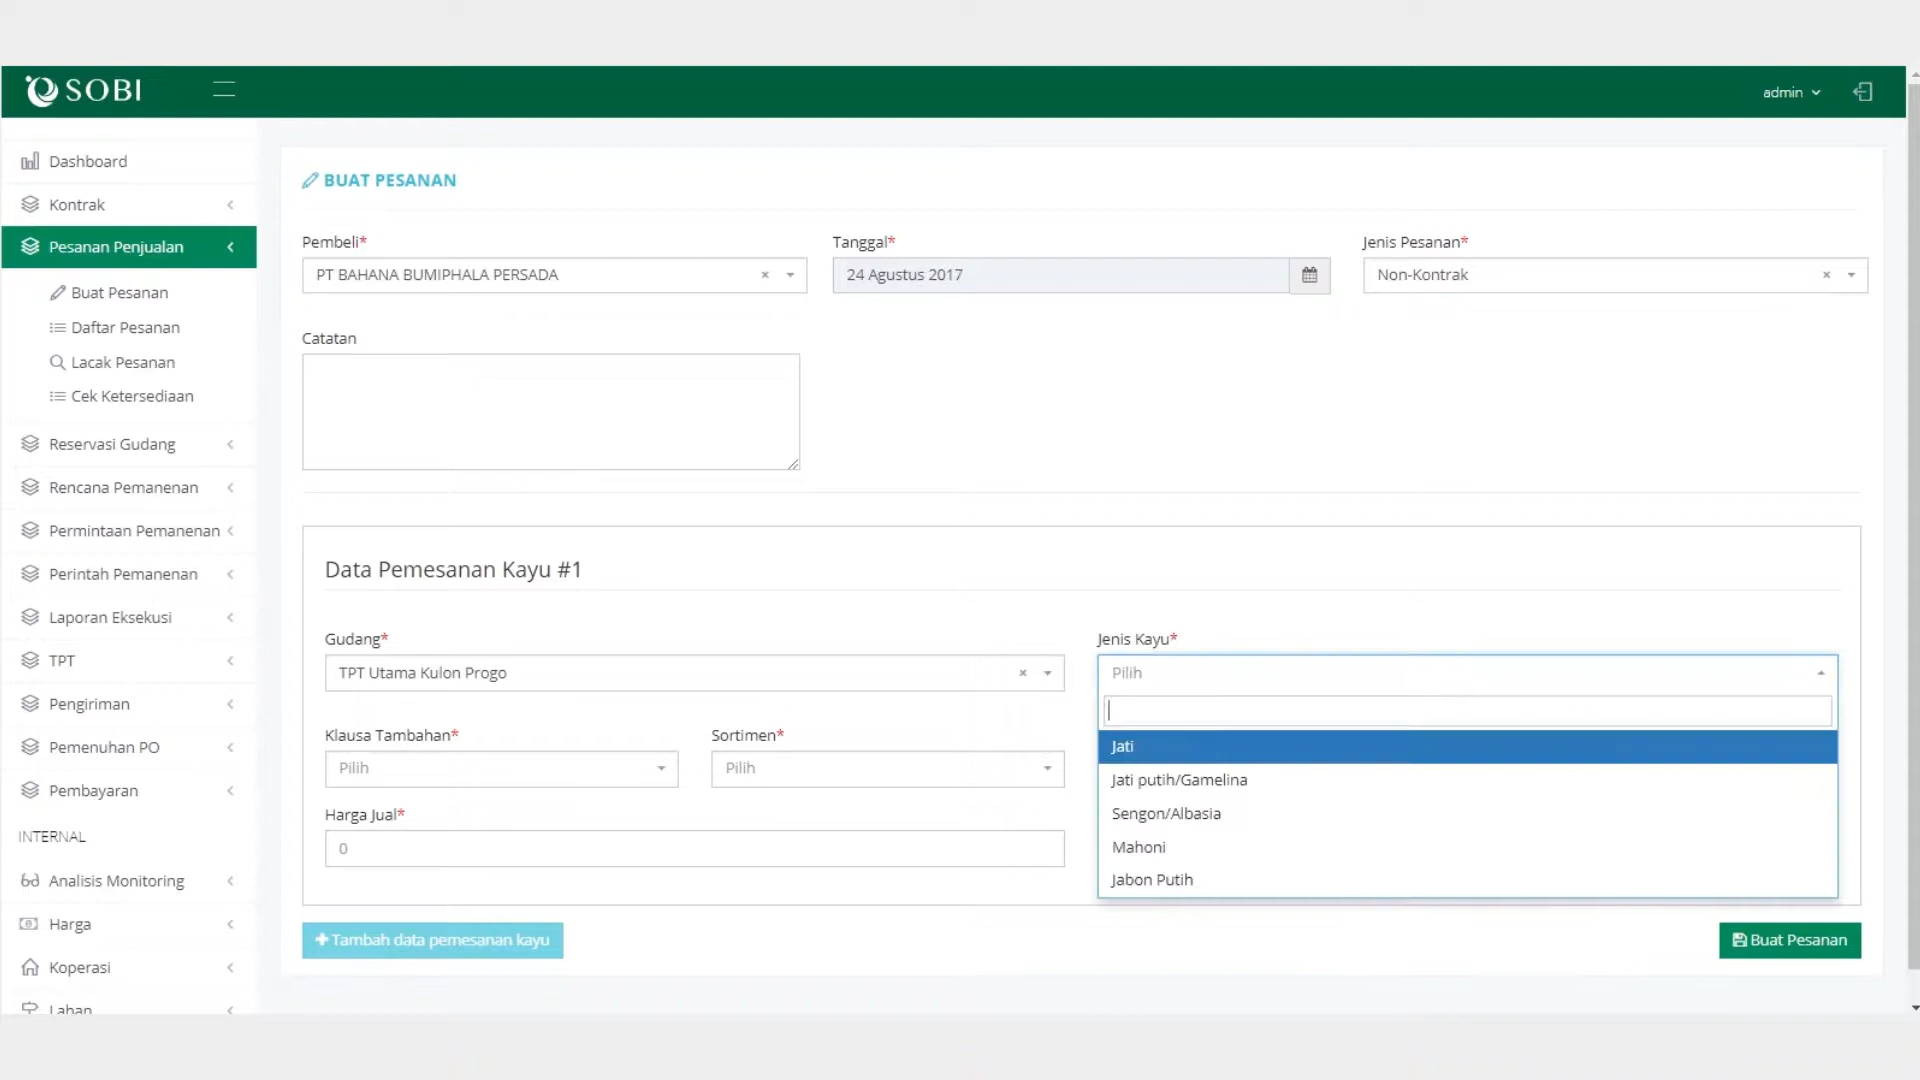 SOBI
admin
Dashboard
Kontrak
Pesanan Penjualan
Buat Pesanan
Daftar Pesanan
Lacak Pesanan
Cek Ketersediaan
Reservasi Gudang
Rencana Pemanenan
Permintaan Pemanenan
Perintah Pemanenan
Laporan Eksekusi
TPT
Pengiriman
Pemenuhan PO
Pembayaran
INTERNAL
Analisis Monitoring
Harga
Koperasi
Lahan
BUAT PESANAN
Pembeli*
PT BAHANA BUMIPHALA PERSADA
Tanggal*
24 Agustus 2017
Jenis Pesanan*
Non-Kontrak
Catatan
Data Pemesanan Kayu #1
Gudang*
TPT Utama Kulon Progo
Jenis Kayu*
Pilih
Jati
Jati putih/Gamelina
Sengon/Albasia
Mahoni
Jabon Putih
Klausa Tambahan*
Pilih
Sortimen*
Pilih
Harga Jual*
0
Tambah data pemesanan kayu
Buat Pesanan